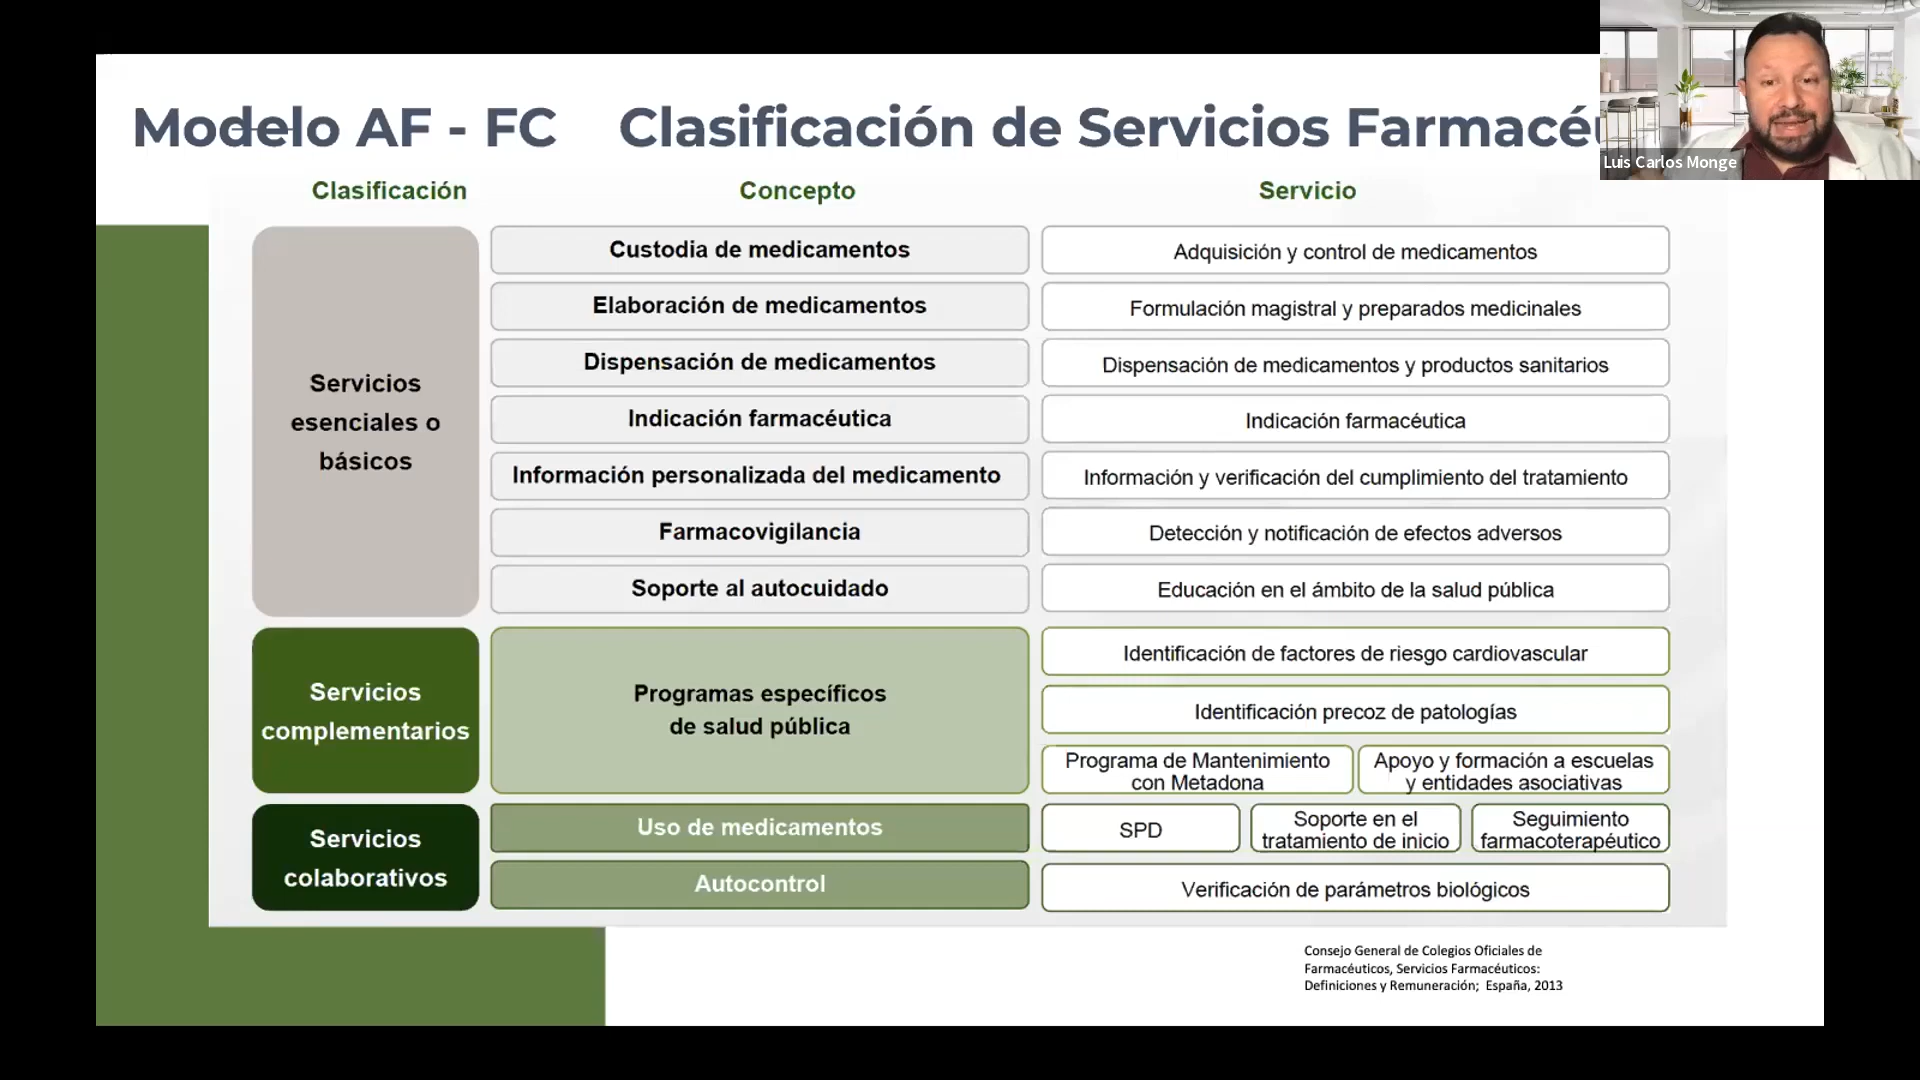 Modelo AF - FC Clasificación de Servicios Farmacé
Luis Carlos Monge
Clasificación
Concepto
Servicio
Servicios
esenciales o
básicos
Custodia de medicamentos
Adquisición y control de medicamentos
Elaboración de medicamentos
Formulación magistral y preparados medicinales
Dispensación de medicamentos
Dispensación de medicamentos y productos sanitarios
Indicación farmacéutica
Indicación farmacéutica
Información personalizada del medicamento
Información y verificación del cumplimiento del tratamiento
Farmacovigilancia
Detección y notificación de efectos adversos
Soporte al autocuidado
Educación en el ámbito de la salud pública
Servicios
complementarios
Programas específicos
de salud pública
Identificación de factores de riesgo cardiovascular
Identificación precoz de patologías
Programa de Mantenimiento
con Metadona
Apoyo y formación a escuelas
y entidades asociativas
Servicios
colaborativos
Uso de medicamentos
SPD
Soporte en el
tratamiento de inicio
Seguimiento
farmacoterapéutico
Autocontrol
Verificación de parámetros biológicos
Consejo General de Colegios Oficiales de
Farmacéuticos, Servicios Farmacéuticos:
Definiciones y Remuneración; España, 2013